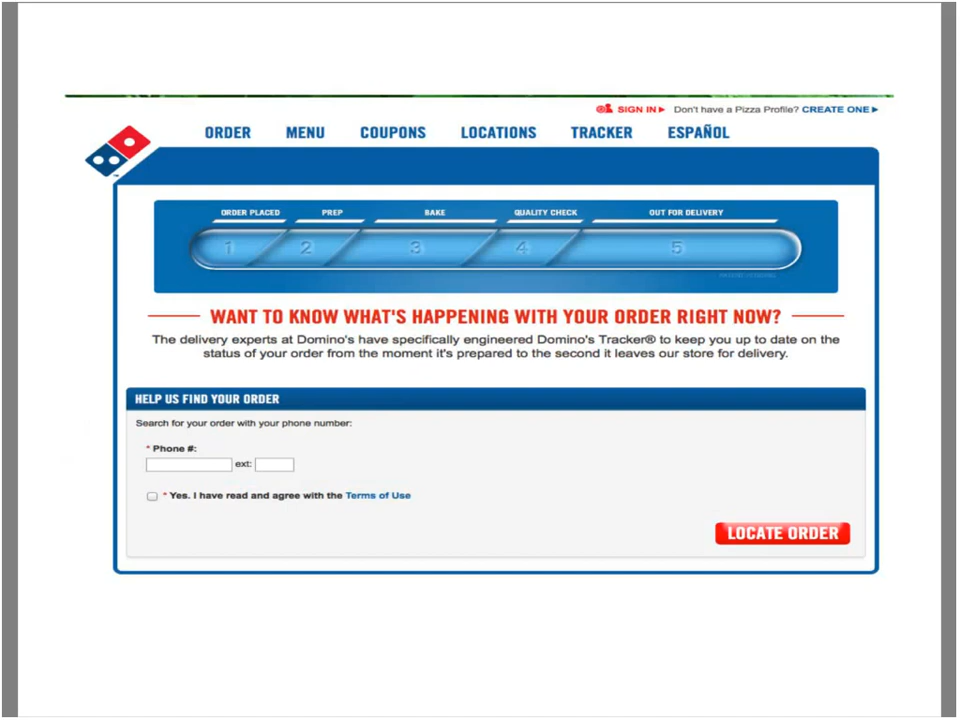 SIGN IN Don't have a Pizza Profile? CREATE ONE
ORDER MENU COUPONS LOCATIONS TRACKER ESPAÑOL
ORDER PLACED PREP BAKE QUALITY CHECK OUT FOR DELIVERY
1 2 3 4 5
WANT TO KNOW WHAT'S HAPPENING WITH YOUR ORDER RIGHT NOW?
The delivery experts at Domino's have specifically engineered Domino's Tracker® to keep you up to date on the
status of your order from the moment it's prepared to the second it leaves our store for delivery.
HELP US FIND YOUR ORDER
Search for your order with your phone number:
* Phone #:
ext:
* Yes. I have read and agree with the Terms of Use
LOCATE ORDER